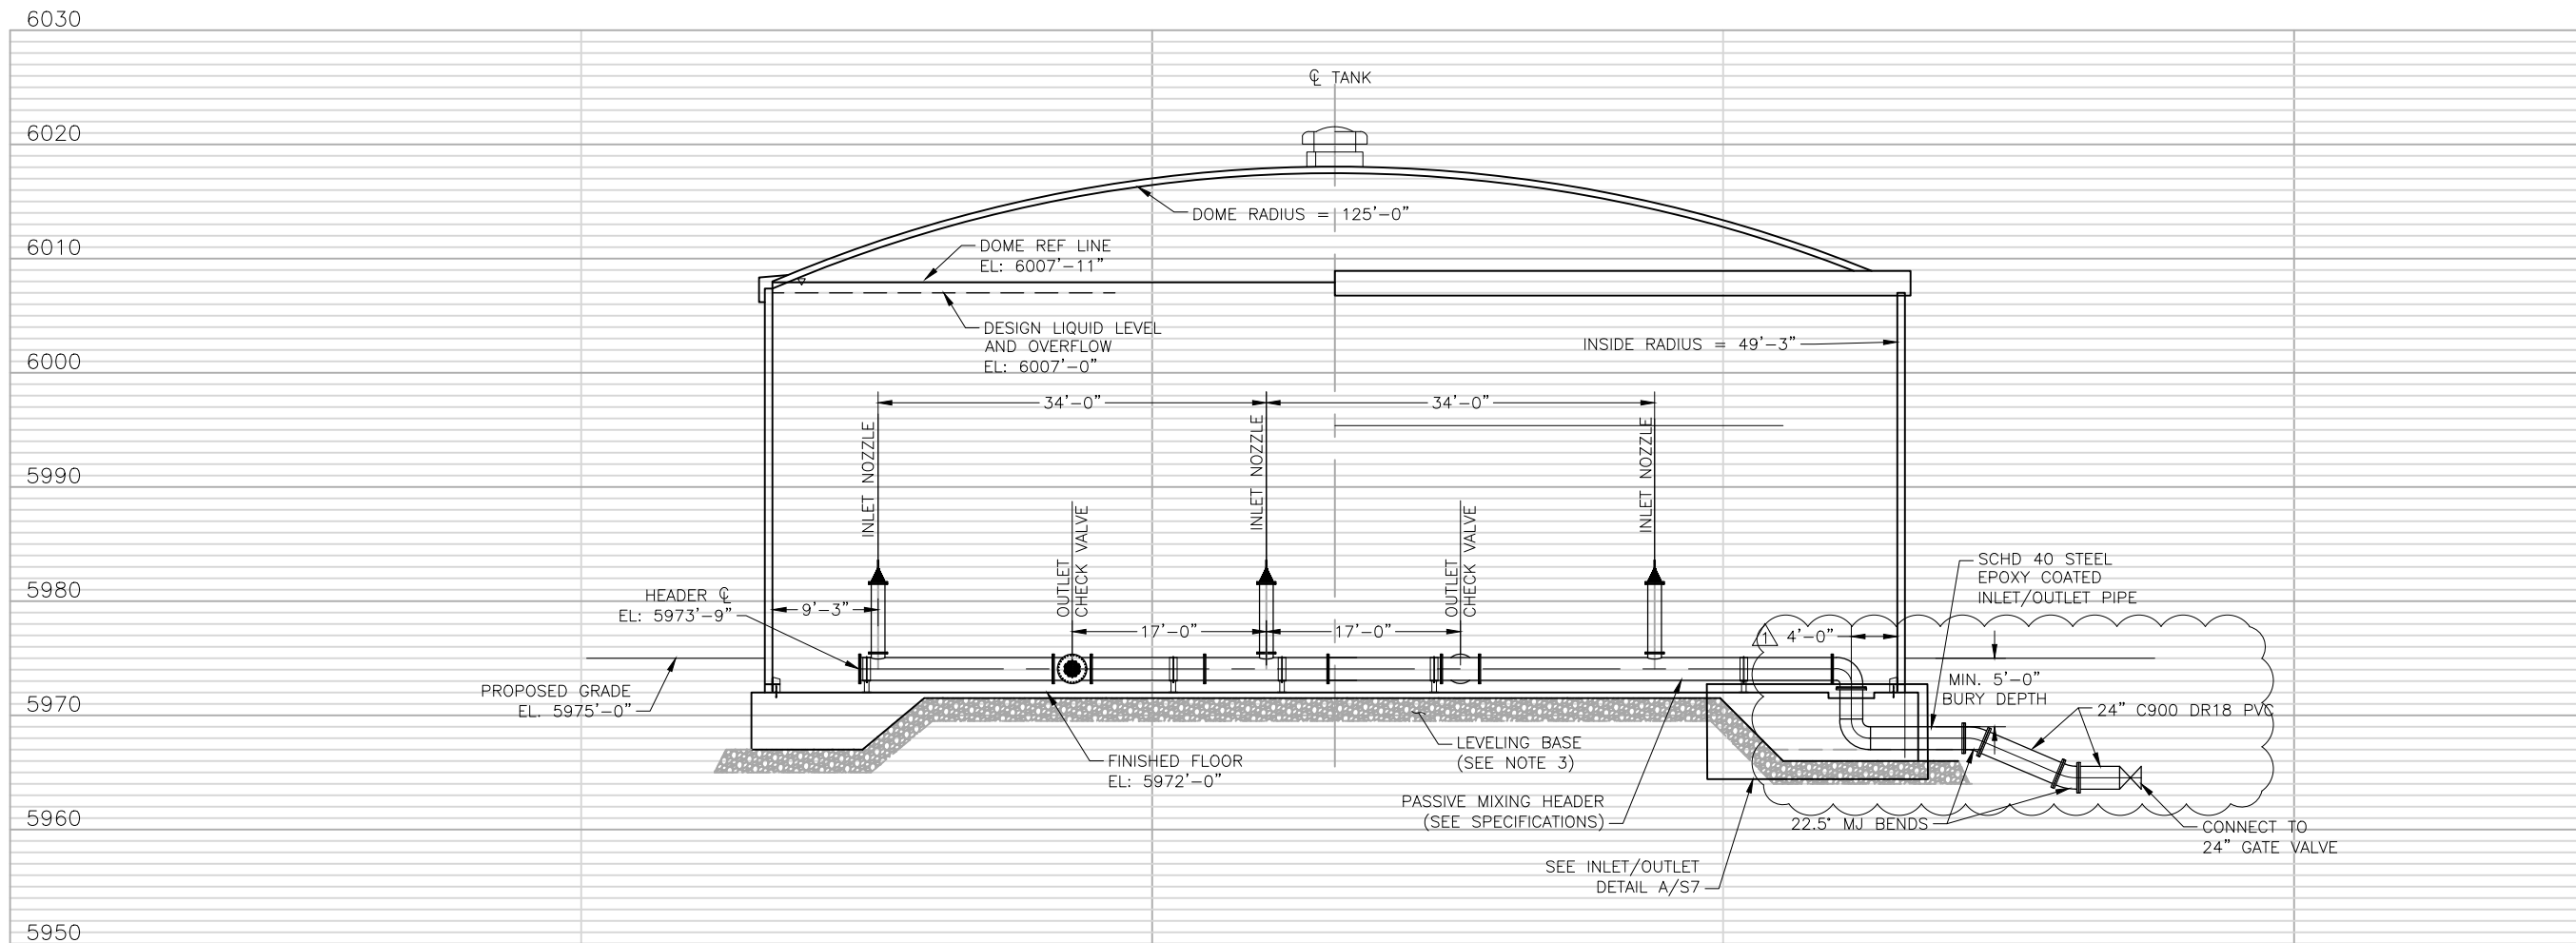 6030
℄ TANK
6020
DOME RADIUS = 125'-0"
6010
DOME REF LINE
EL: 6007'-11"
DESIGN LIQUID LEVEL
AND OVERFLOW
EL: 6007'-0"
INSIDE RADIUS = 49'-3"
6000
34'-0"
34'-0"
INLET NOZZLE
INLET NOZZLE
INLET NOZZLE
5990
OUTLET
CHECK VALVE
OUTLET
CHECK VALVE
SCHD 40 STEEL
EPOXY COATED
INLET/OUTLET PIPE
5980
HEADER ℄
EL: 5973'-9"
9'-3"
17'-0"
17'-0"
1
4'-0"
PROPOSED GRADE
EL. 5975'-0"
MIN. 5'-0"
BURY DEPTH
5970
24" C900 DR18 PVC
LEVELING BASE
(SEE NOTE 3)
FINISHED FLOOR
EL: 5972'-0"
PASSIVE MIXING HEADER
(SEE SPECIFICATIONS)
22.5° MJ BENDS
5960
CONNECT TO
24" GATE VALVE
SEE INLET/OUTLET
DETAIL A/S7
5950